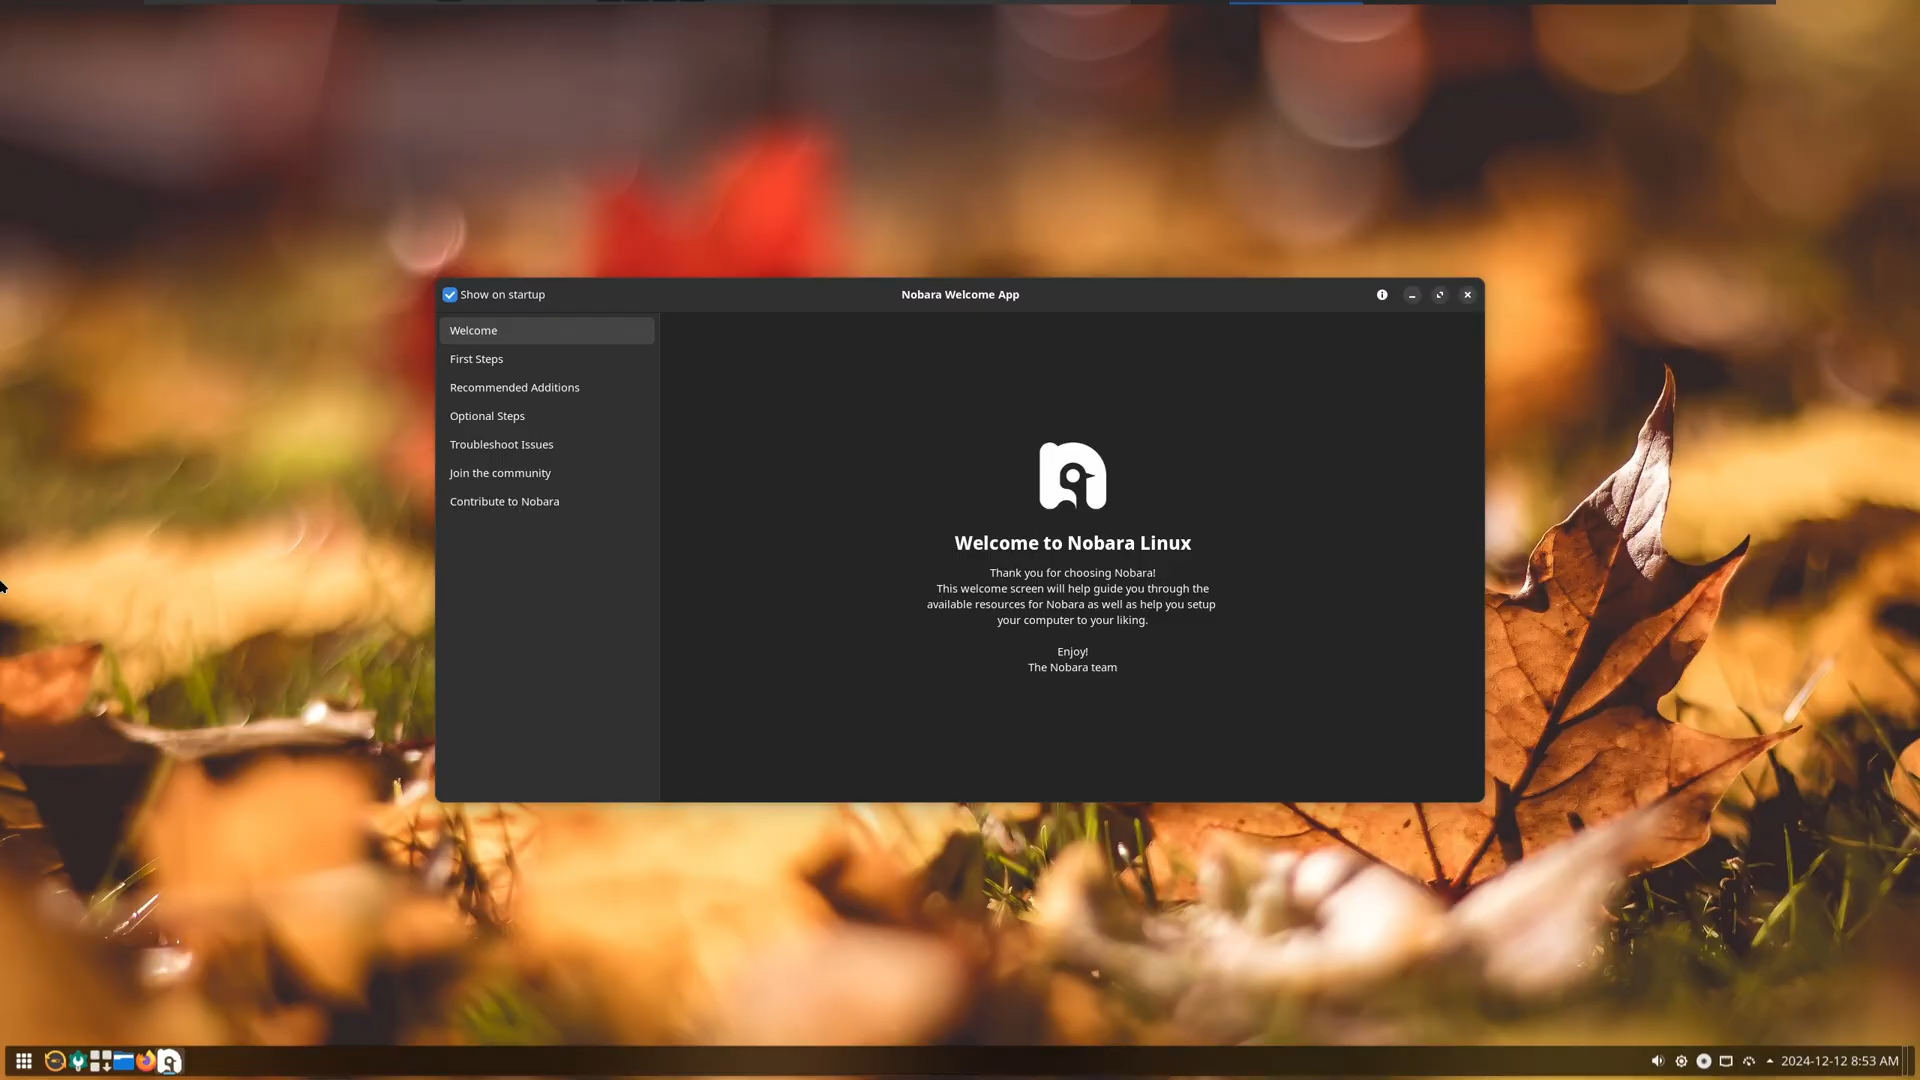 Show on startup
Nobara Welcome App
Welcome
First Steps
Recommended Additions
Optional Steps
Troubleshoot Issues
Join the community
Contribute to Nobara
Welcome to Nobara Linux
Thank you for choosing Nobara!
This welcome screen will help guide you through the
available resources for Nobara as well as help you setup
your computer to your liking.
Enjoy!
The Nobara team
2024-12-12 8:53 AM